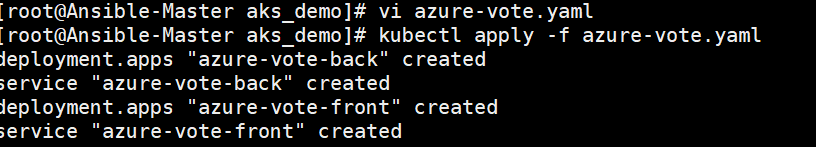 [root@Ansible-Master aks_demo]# vi azure-vote.yaml
[root@Ansible-Master aks_demo]# kubectl apply -f azure-vote.yaml
deployment.apps "azure-vote-back" created
service "azure-vote-back" created
deployment.apps "azure-vote-front" created
service "azure-vote-front" created